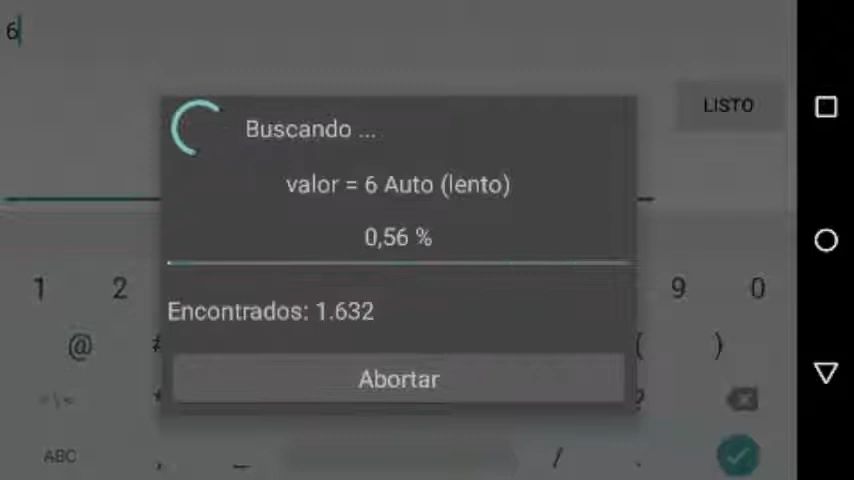 6
LISTO
Buscando ...
valor = 6 Auto (lento)
0,56 %
1 2 9 0
Encontrados: 1.632
@ # ( )
Abortar
=\<
ABC , _ / .